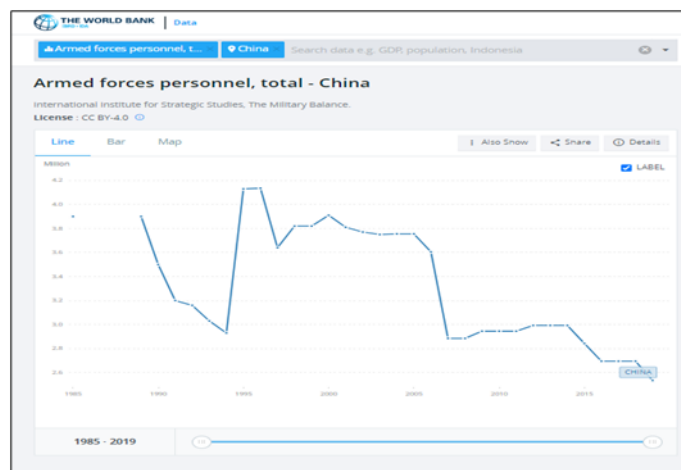 THE WORLD BANK | Data
IBRD • IDA
Armed forces personnel, t... × China × Search data e.g. GDP, population, Indonesia
Armed forces personnel, total - China
International Institute for Strategic Studies, The Military Balance.
License : CC BY-4.0
Line Bar Map Also Show Share Details
Million LABEL
4.2
4.0
3.8
3.6
3.4
3.2
3.0
2.8
2.6
CHINA
1985 1990 1995 2000 2005 2010 2015
1985 - 2019